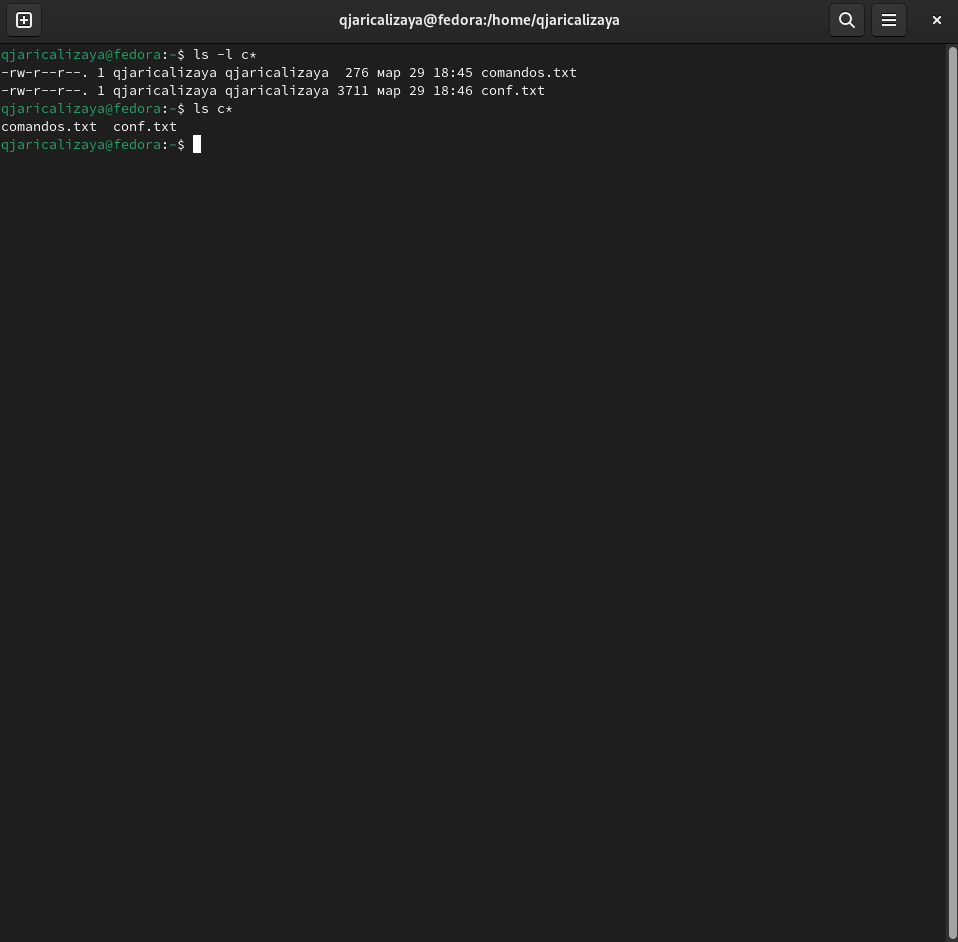 qjaricalizaya@fedora:/home/qjaricalizaya
qjaricalizaya@fedora:~$ ls -l c*
-rw-r--r--. 1 qjaricalizaya qjaricalizaya  276 мар 29 18:45 comandos.txt
-rw-r--r--. 1 qjaricalizaya qjaricalizaya 3711 мар 29 18:46 conf.txt
qjaricalizaya@fedora:~$ ls c*
comandos.txt  conf.txt
qjaricalizaya@fedora:~$